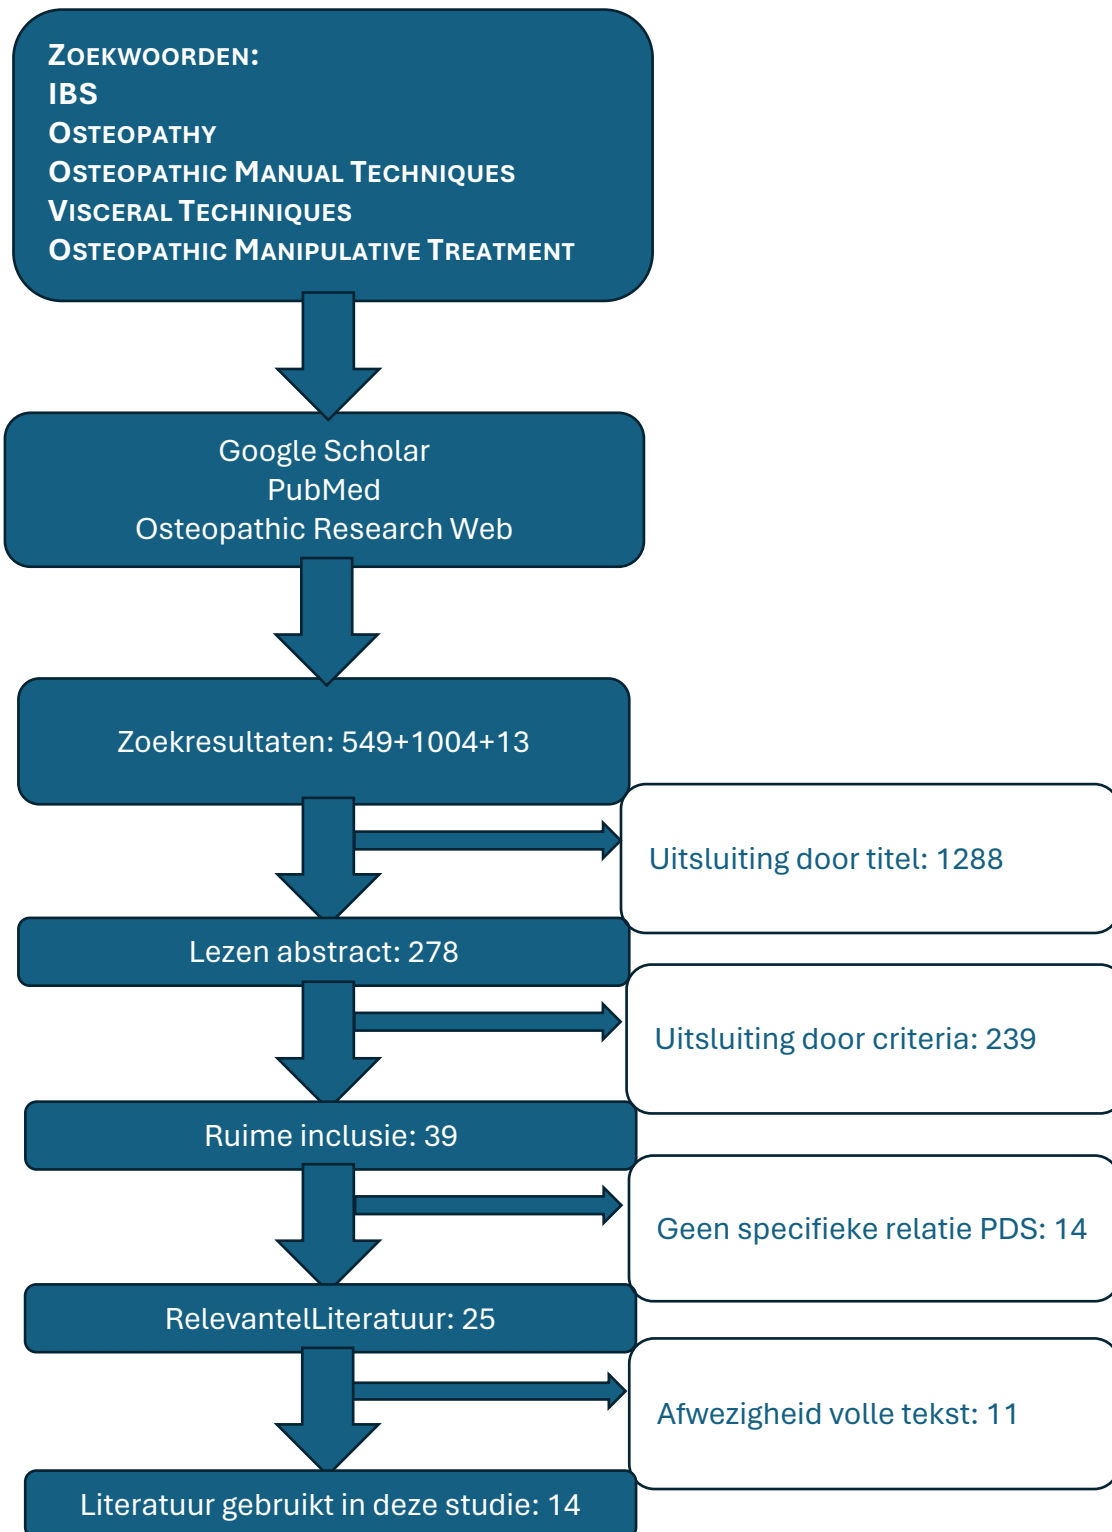 ZOEKWOORDEN:
IBS
OSTEOPATHY
OSTEOPATHIC MANUAL TECHNIQUES
VISCERAL TECHINIQUES
OSTEOPATHIC MANIPULATIVE TREATMENT
Google Scholar
PubMed
Osteopathic Research Web
Zoekresultaten: 549+1004+13
Uitsluiting door titel: 1288
Lezen abstract: 278
Uitsluiting door criteria: 239
Ruime inclusie: 39
Geen specifieke relatie PDS: 14
RelevantelLiteratuur: 25
Afwezigheid volle tekst: 11
Literatuur gebruikt in deze studie: 14